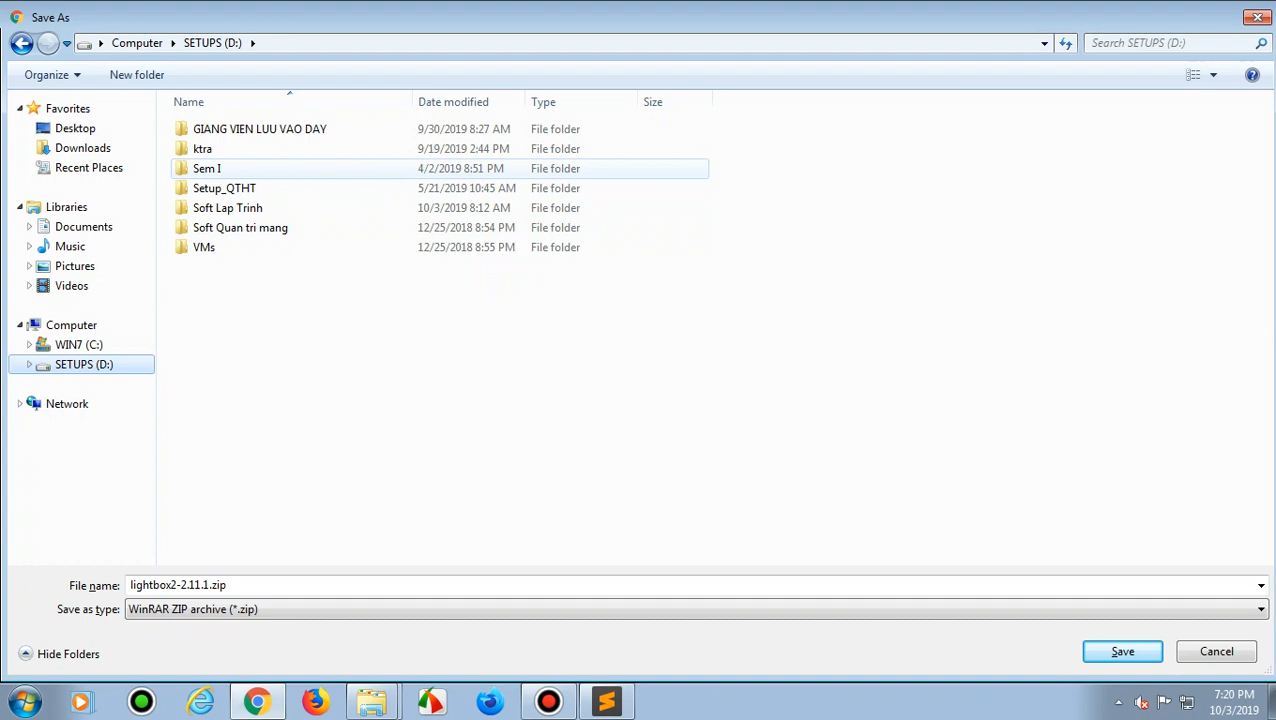 Save As
Computer SETUPS (D:)
Search SETUPS (D:)
Organize New folder
Name Date modified Type Size
Favorites
Desktop
Downloads
Recent Places
Libraries
Documents
Music
Pictures
Videos
Computer
WIN7 (C:)
SETUPS (D:)
Network
GIANG VIEN LUU VAO DAY 9/30/2019 8:27 AM File folder
ktra 9/19/2019 2:44 PM File folder
Sem I 4/2/2019 8:51 PM File folder
Setup_QTHT 5/21/2019 10:45 AM File folder
Soft Lap Trinh 10/3/2019 8:12 AM File folder
Soft Quan tri mang 12/25/2018 8:54 PM File folder
VMs 12/25/2018 8:55 PM File folder
File name: lightbox2-2.11.1.zip
Save as type: WinRAR ZIP archive (*.zip)
Hide Folders
Save Cancel
7:20 PM
10/3/2019